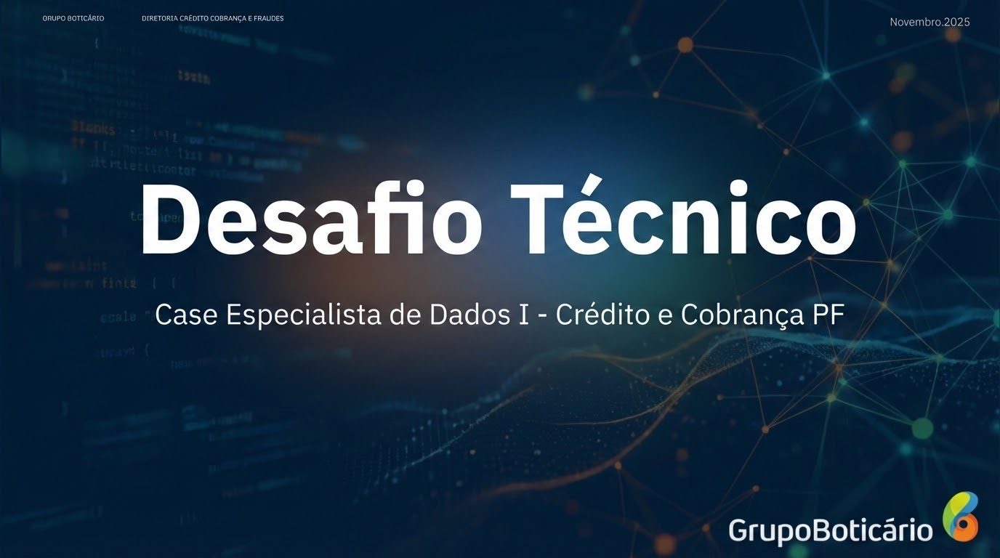 GRUPO BOTICÁRIO
DIRETORIA CRÉDITO COBRANÇA E FRAUDES
Novembro.2025
Desafio Técnico
Case Especialista de Dados I - Crédito e Cobrança PF
GrupoBoticário